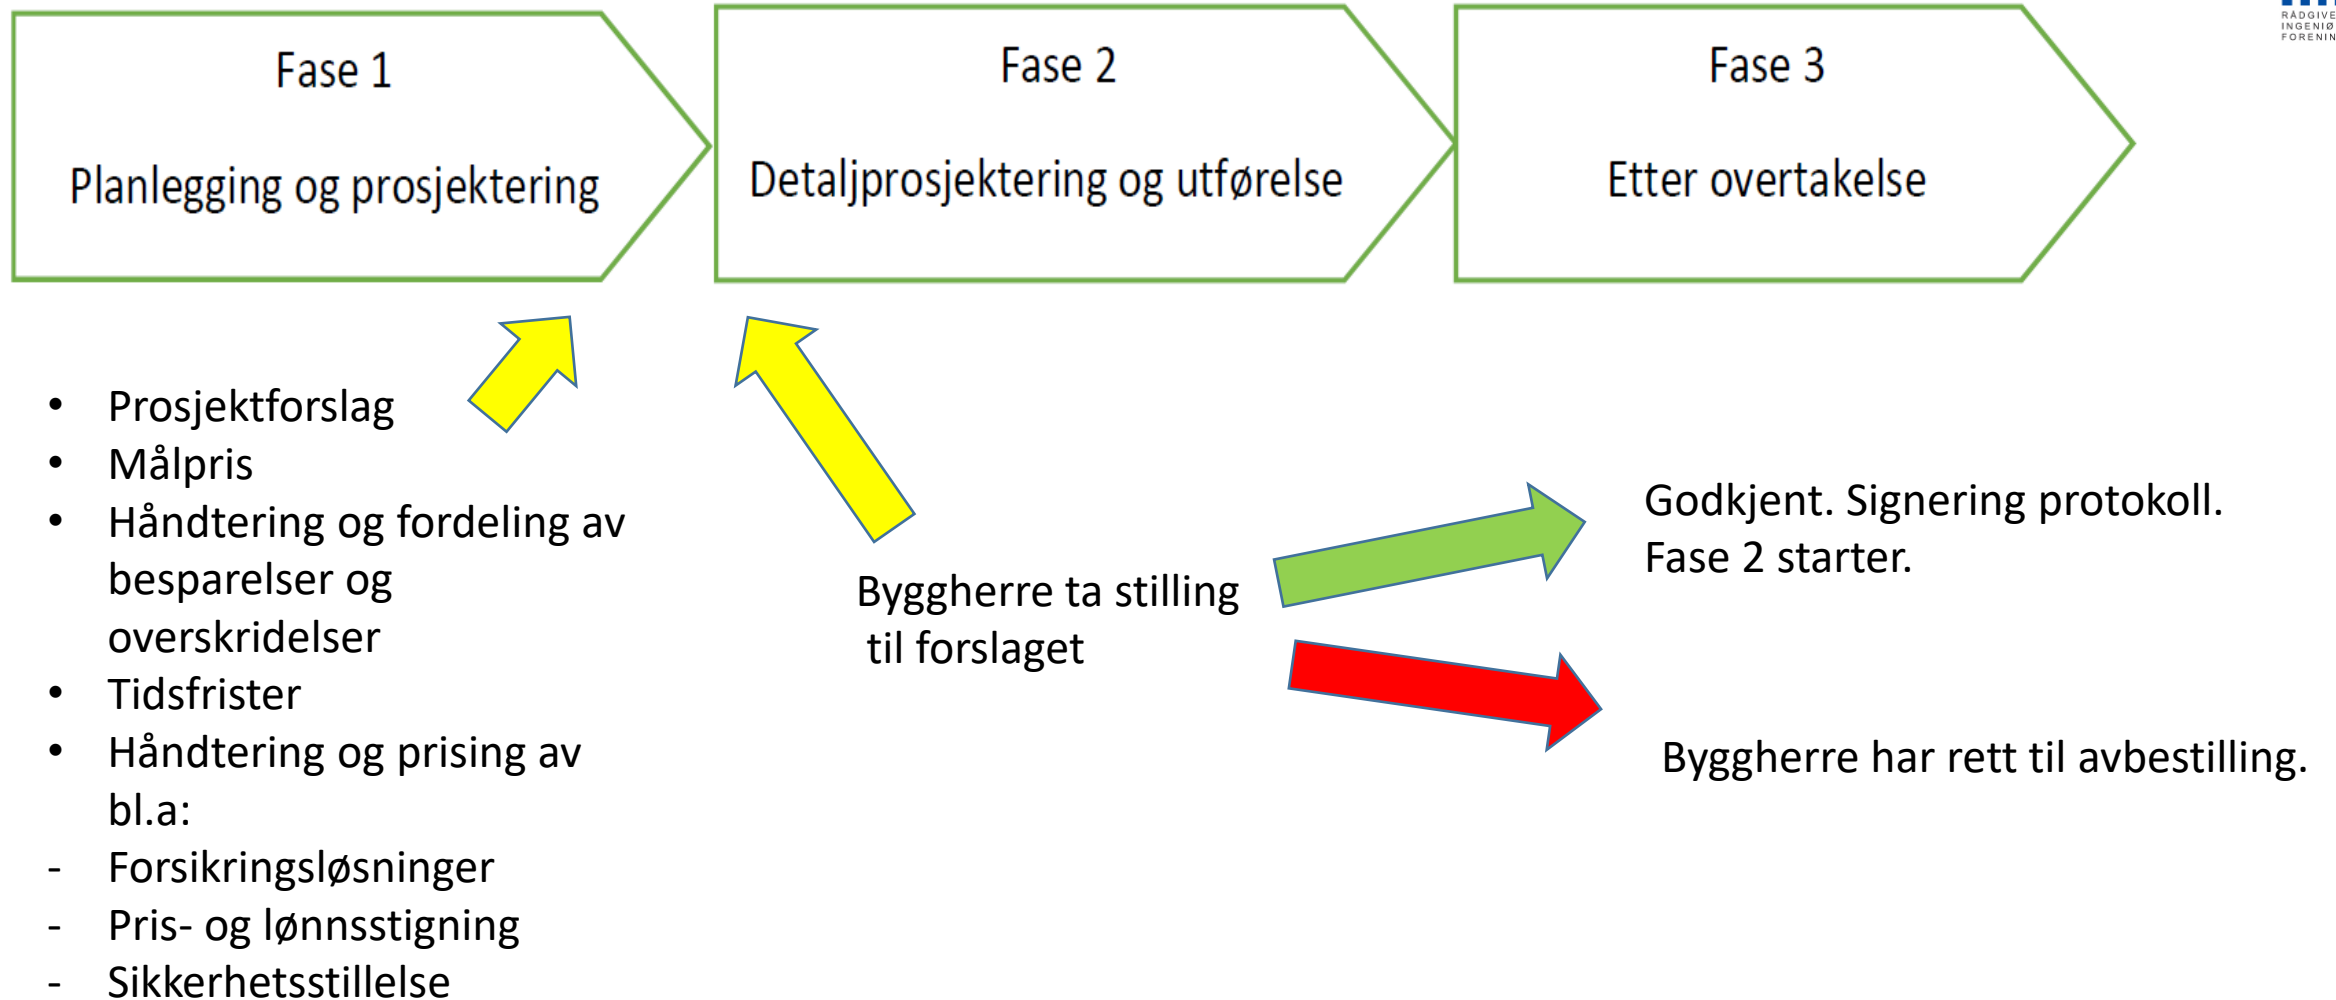 Fase 1
Planlegging og prosjektering
Fase 2
Detaljprosjektering og utførelse
Fase 3
Etter overtakelse
• Prosjektforslag
• Målpris
• Håndtering og fordeling av
besparelser og
overskridelser
• Tidsfrister
• Håndtering og prising av
bl.a:
- Forsikringsløsninger
- Pris- og lønnsstigning
- Sikkerhetsstillelse
Byggherre ta stilling
til forslaget
Godkjent. Signering protokoll.
Fase 2 starter.
Byggherre har rett til avbestilling.